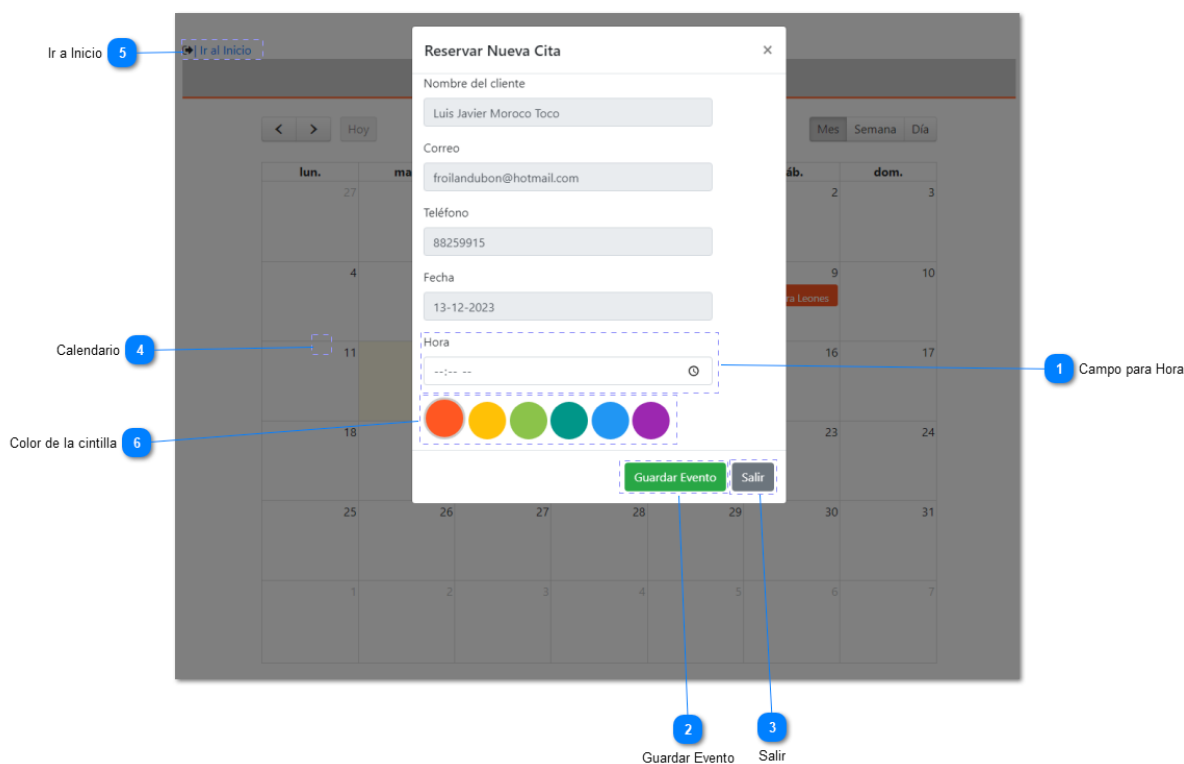 Ir a Inicio 5
Ir al Inicio
Reservar Nueva Cita ×
Nombre del cliente
Luis Javier Moroco Toco
Correo
froilandubon@hotmail.com
Teléfono
88259915
Fecha
13-12-2023
Hora
--:-- --
Guardar Evento Salir
Hoy
Mes Semana Día
lun. ma áb. dom.
27 2 3
4 9 10
ra Leones
11 16 17
18 23 24
25 26 27 28 29 30 31
1 2 3 4 5 6 7
Calendario 4
Color de la cintilla 6
1 Campo para Hora
2
Guardar Evento
3
Salir